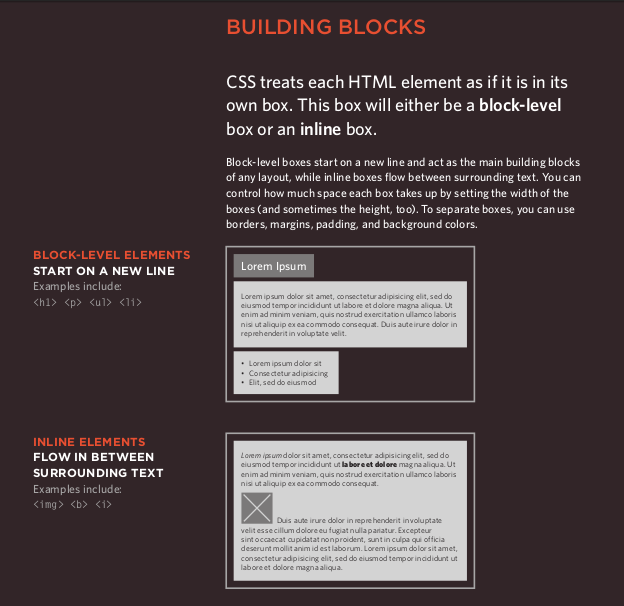 BUILDING BLOCKS
CSS treats each HTML element as if it is in its
own box. This box will either be a block-level
box or an inline box.
Block-level boxes start on a new line and act as the main building blocks
of any layout, while inline boxes flow between surrounding text. You can
control how much space each box takes up by setting the width of the
boxes (and sometimes the height, too). To separate boxes, you can use
borders, margins, padding, and background colors.
BLOCK-LEVEL ELEMENTS
START ON A NEW LINE
Examples include:
<h1> <p> <ul> <li>
Lorem Ipsum
Lorem ipsum dolor sit amet, consectetur adipisicing elit, sed do
eiusmod tempor incididunt ut labore et dolore magna aliqua. Ut
enim ad minim veniam, quis nostrud exercitation ullamco laboris
nisi ut aliquip ex ea commodo consequat. Duis aute irure dolor in
reprehenderit in voluptate velit.
• Lorem ipsum dolor sit
• Consectetur adipisicing
• Elit, sed do eiusmod
INLINE ELEMENTS
FLOW IN BETWEEN
SURROUNDING TEXT
Examples include:
<img> <b> <i>
Lorem ipsum dolor sit amet, consectetur adipisicing elit, sed do
eiusmod tempor incididunt ut labore et dolore magna aliqua. Ut
enim ad minim veniam, quis nostrud exercitation ullamco laboris
nisi ut aliquip ex ea commodo consequat.
Duis aute irure dolor in reprehenderit in voluptate
velit esse cillum dolore eu fugiat nulla pariatur. Excepteur
sint occaecat cupidatat non proident, sunt in culpa qui officia
deserunt mollit anim id est laborum. Lorem ipsum dolor sit amet,
consectetur adipisicing elit, sed do eiusmod tempor incididunt ut
labore et dolore magna aliqua.